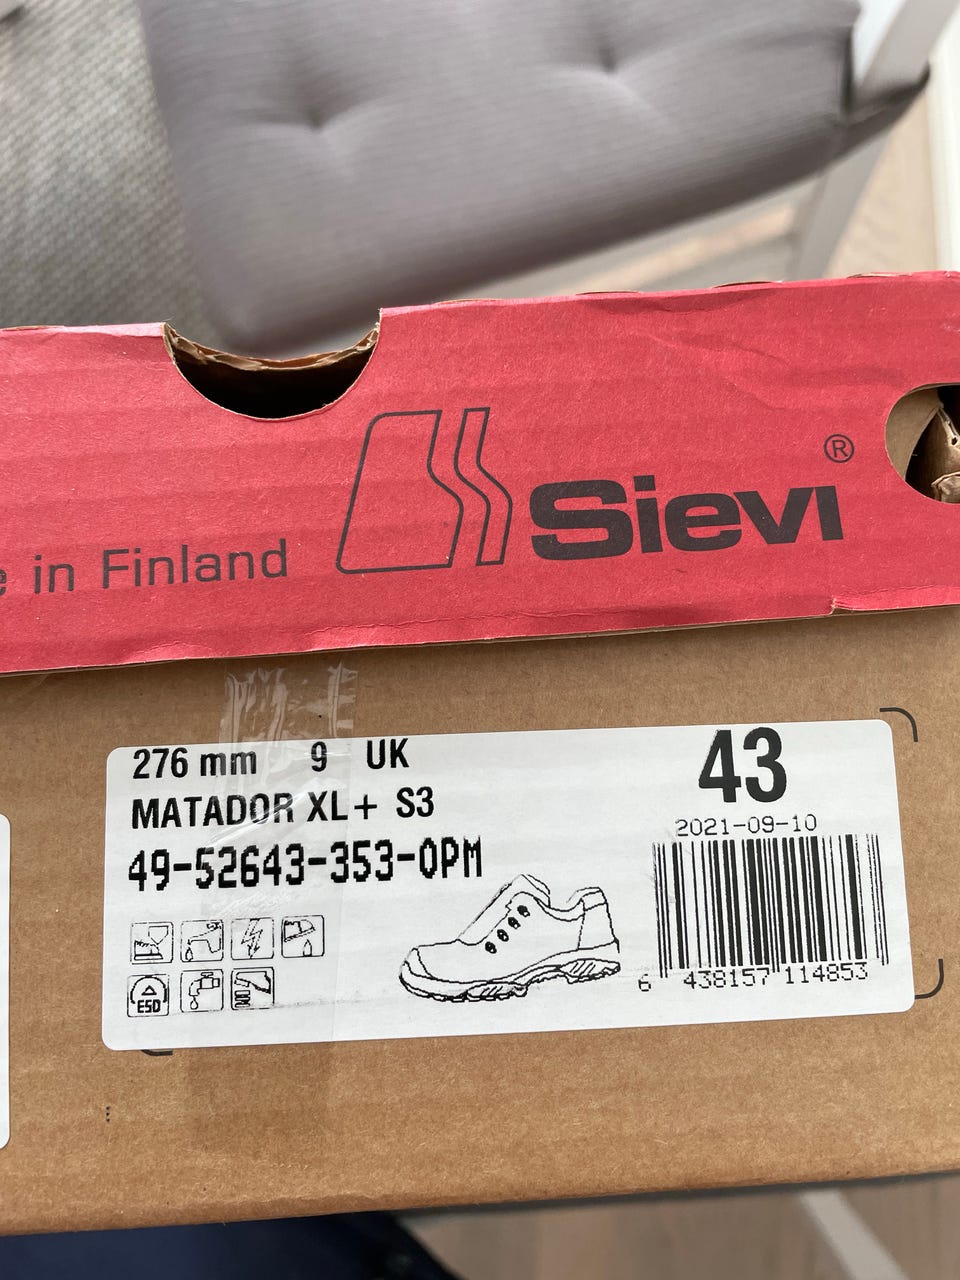 Sievi ®
in Finland
276 mm 9 UK
MATADOR XL+ S3
49-52643-353-0PM
43
2021-09-10
6 438157 114853
ESD